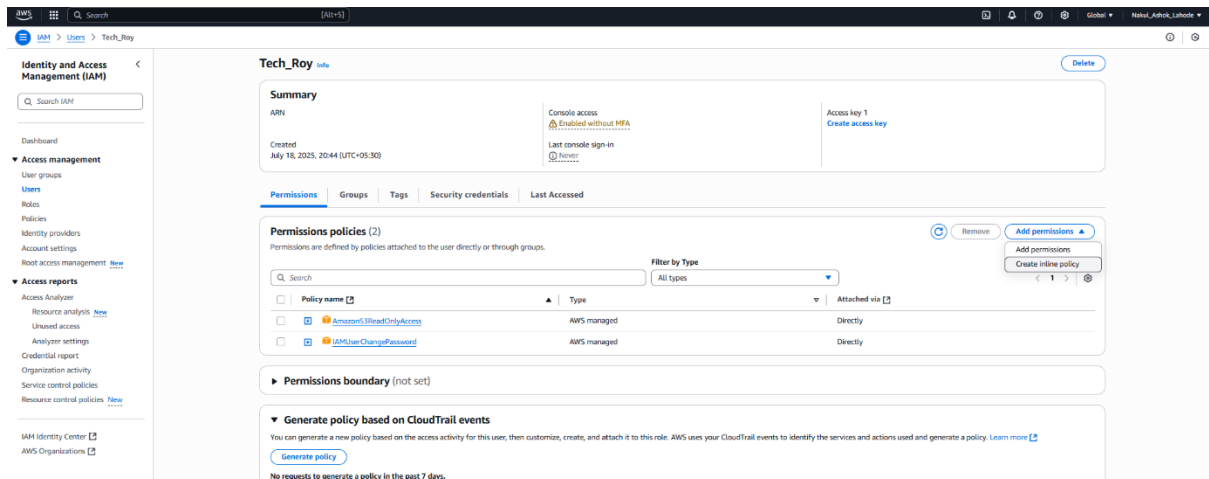 aws Search [Alt+S] Global Nakul_Ashok_Lahode
IAM > Users > Tech_Roy
Identity and Access Management (IAM)
Search IAM
Dashboard
Access management
User groups
Users
Roles
Policies
Identity providers
Account settings
Root access management New
Access reports
Access Analyzer
Resource analysis New
Unused access
Analyzer settings
Credential report
Organization activity
Service control policies
Resource control policies New
IAM Identity Center
AWS Organizations
Tech_Roy Info Delete
Summary
ARN
Console access
Enabled without MFA
Access key 1
Create access key
Created
July 18, 2025, 20:44 (UTC+05:30)
Last console sign-in
Never
Permissions Groups Tags Security credentials Last Accessed
Permissions policies (2)
Permissions are defined by policies attached to the user directly or through groups.
Remove Add permissions
Add permissions
Create inline policy
Filter by Type
Search All types 1
Policy name Type Attached via
AmazonS3ReadOnlyAccess AWS managed Directly
IAMUserChangePassword AWS managed Directly
Permissions boundary (not set)
Generate policy based on CloudTrail events
You can generate a new policy based on the access activity for this user, then customize, create, and attach it to this role. AWS uses your CloudTrail events to identify the services and actions used and generate a policy. Learn more
Generate policy
No requests to generate a policy in the past 7 days.